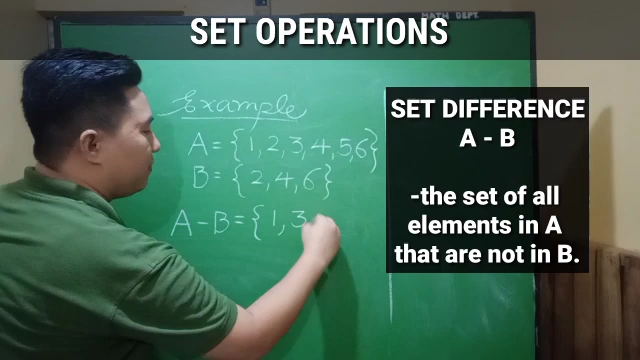 MATH DEPT.
SET OPERATIONS
Example
A = {1, 2, 3, 4, 5, 6}
B = {2, 4, 6}
A - B = {1, 3
SET DIFFERENCE
A - B
-the set of all
elements in A
that are not in B.